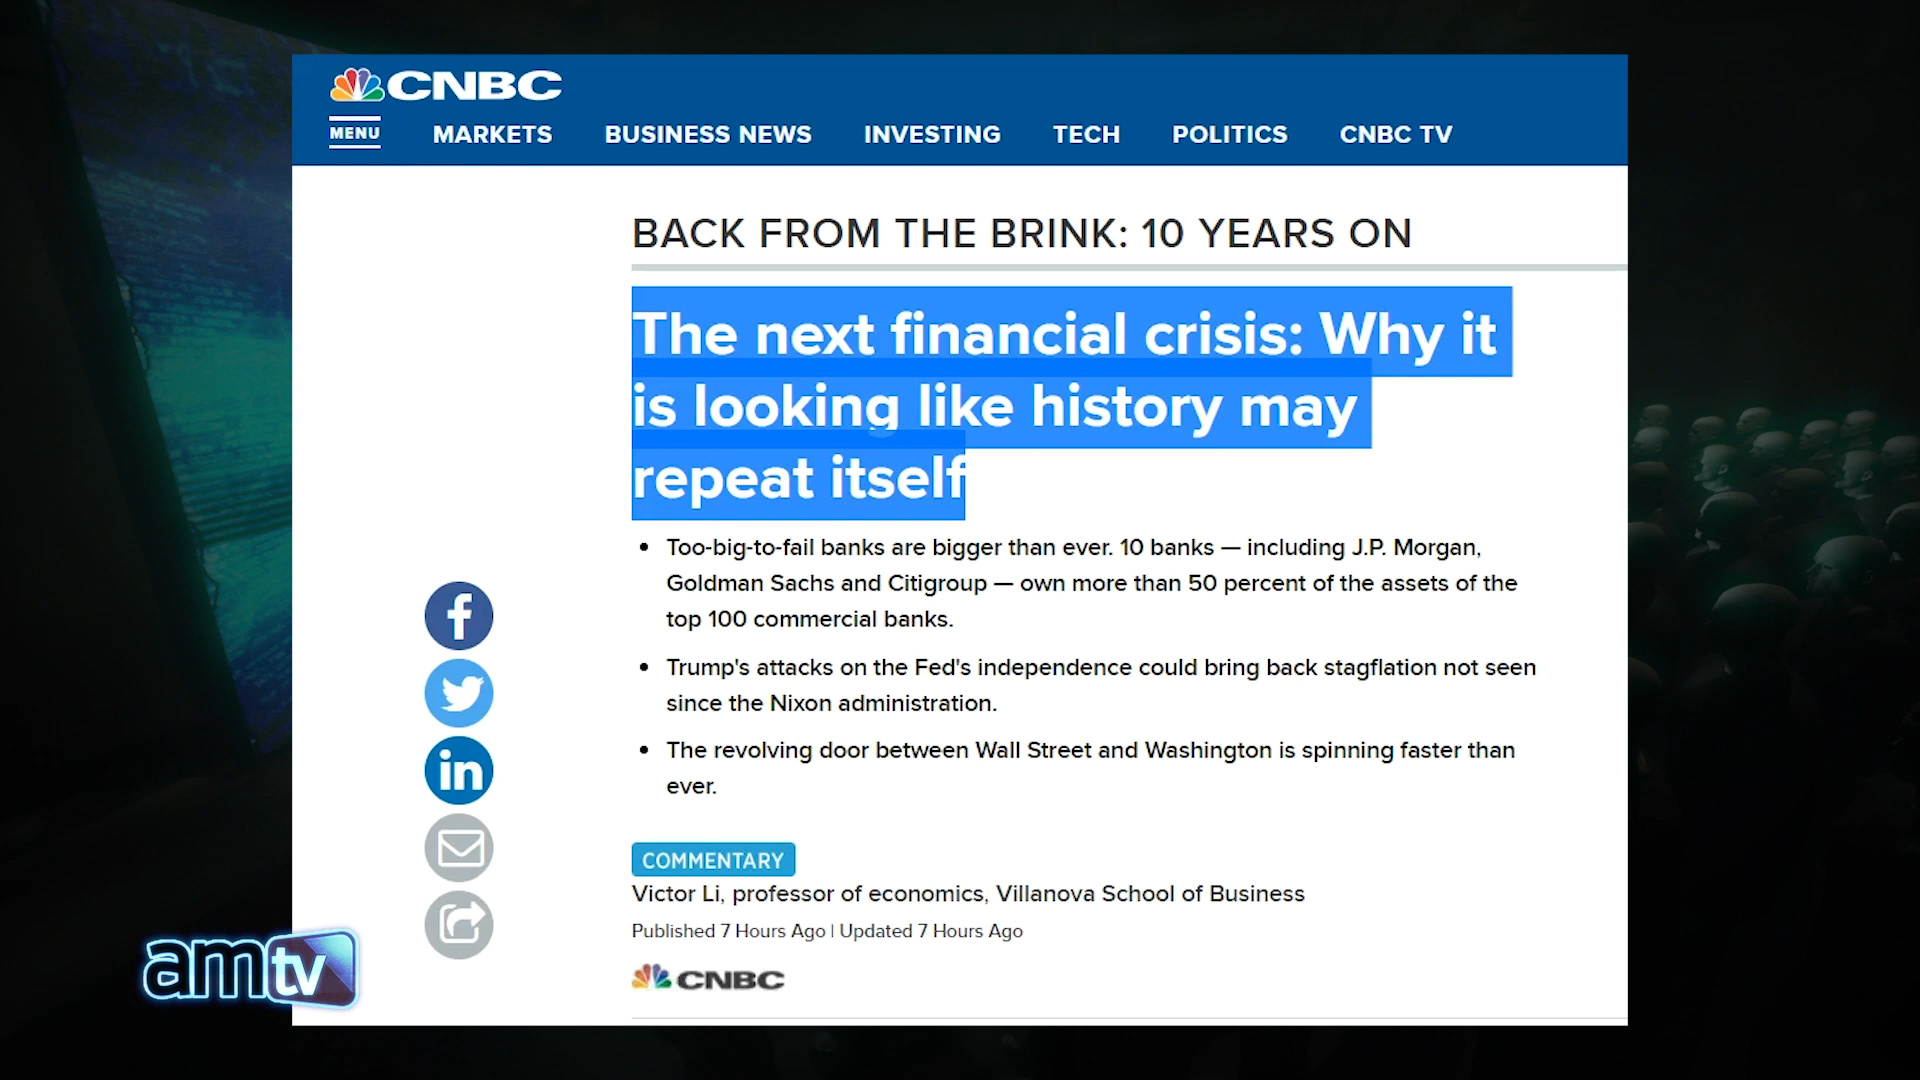 CNBC
MENU MARKETS BUSINESS NEWS INVESTING TECH POLITICS CNBC TV
BACK FROM THE BRINK: 10 YEARS ON
The next financial crisis: Why it
is looking like history may
repeat itself
• Too-big-to-fail banks are bigger than ever. 10 banks — including J.P. Morgan,
Goldman Sachs and Citigroup — own more than 50 percent of the assets of the
top 100 commercial banks.
• Trump's attacks on the Fed's independence could bring back stagflation not seen
since the Nixon administration.
• The revolving door between Wall Street and Washington is spinning faster than
ever.
COMMENTARY
Victor Li, professor of economics, Villanova School of Business
Published 7 Hours Ago | Updated 7 Hours Ago
CNBC
f
in
amtv